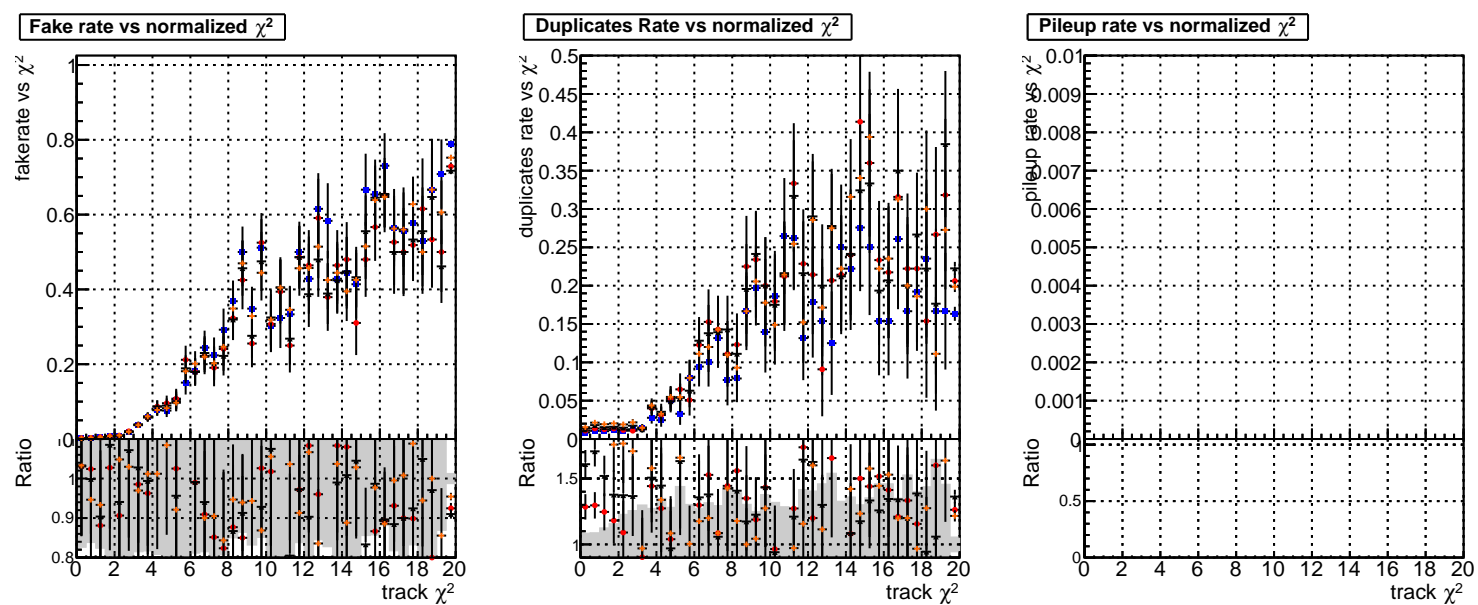 Fake rate vs normalized χ²
fakerate vs χ²
1
0.8
0.6
0.4
0.2
0
Ratio
1
0.9
0.8
0 2 4 6 8 10 12 14 16 18 20
track χ²
Duplicates Rate vs normalized χ²
duplicates rate vs χ²
0.5
0.45
0.4
0.35
0.3
0.25
0.2
0.15
0.1
0.05
0
Ratio
1.5
1
0 2 4 6 8 10 12 14 16 18 20
track χ²
Pileup rate vs normalized χ²
pileup rate vs χ²
0.01
0.009
0.008
0.007
0.006
0.005
0.004
0.003
0.002
0.001
0
Ratio
1
0.5
0
0 2 4 6 8 10 12 14 16 18 20
track χ²